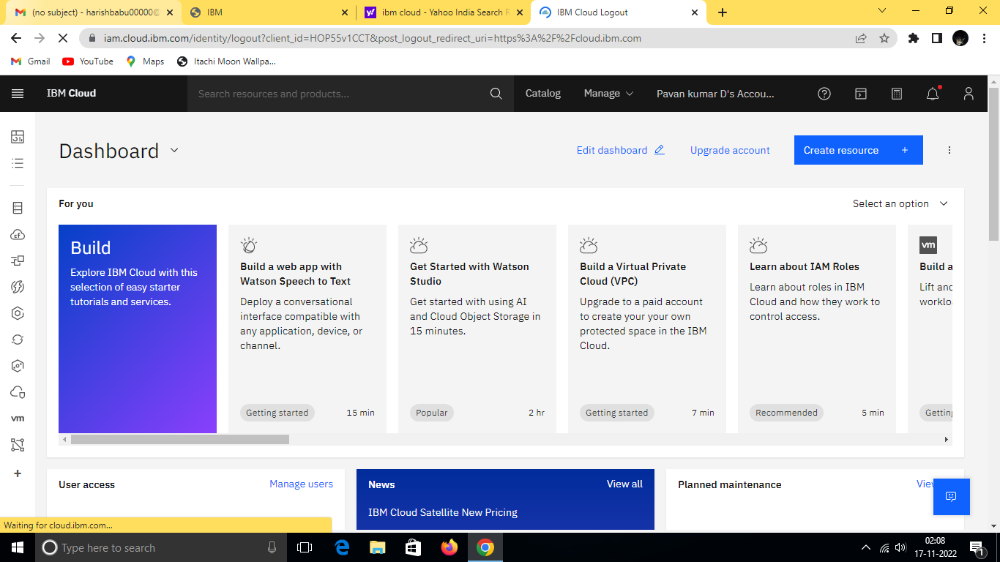 (no subject) - harishbabu00000@
IBM
ibm cloud - Yahoo India Search R
IBM Cloud Logout
iam.cloud.ibm.com/identity/logout?client_id=HOP55v1CCT&post_logout_redirect_uri=https%3A%2F%2Fcloud.ibm.com
Gmail
YouTube
Maps
Itachi Moon Wallpa...
IBM Cloud
Search resources and products...
Catalog
Manage
Pavan kumar D's Accou...
Dashboard
Edit dashboard
Upgrade account
Create resource +
For you
Select an option
Build
Explore IBM Cloud with this
selection of easy starter
tutorials and services.
Build a web app with
Watson Speech to Text
Deploy a conversational
interface compatible with
any application, device, or
channel.
Getting started
15 min
Get Started with Watson
Studio
Get started with using AI
and Cloud Object Storage in
15 minutes.
Popular
2 hr
Build a Virtual Private
Cloud (VPC)
Upgrade to a paid account
to create your your own
protected space in the IBM
Cloud.
Getting started
7 min
Learn about IAM Roles
Learn about roles in IBM
Cloud and how they work to
control access.
Recommended
5 min
vm
Build a
Lift and
worklo
Getting
vm
User access
Manage users
News
View all
IBM Cloud Satellite New Pricing
Planned maintenance
View
Waiting for cloud.ibm.com...
Type here to search
02:08
17-11-2022
1